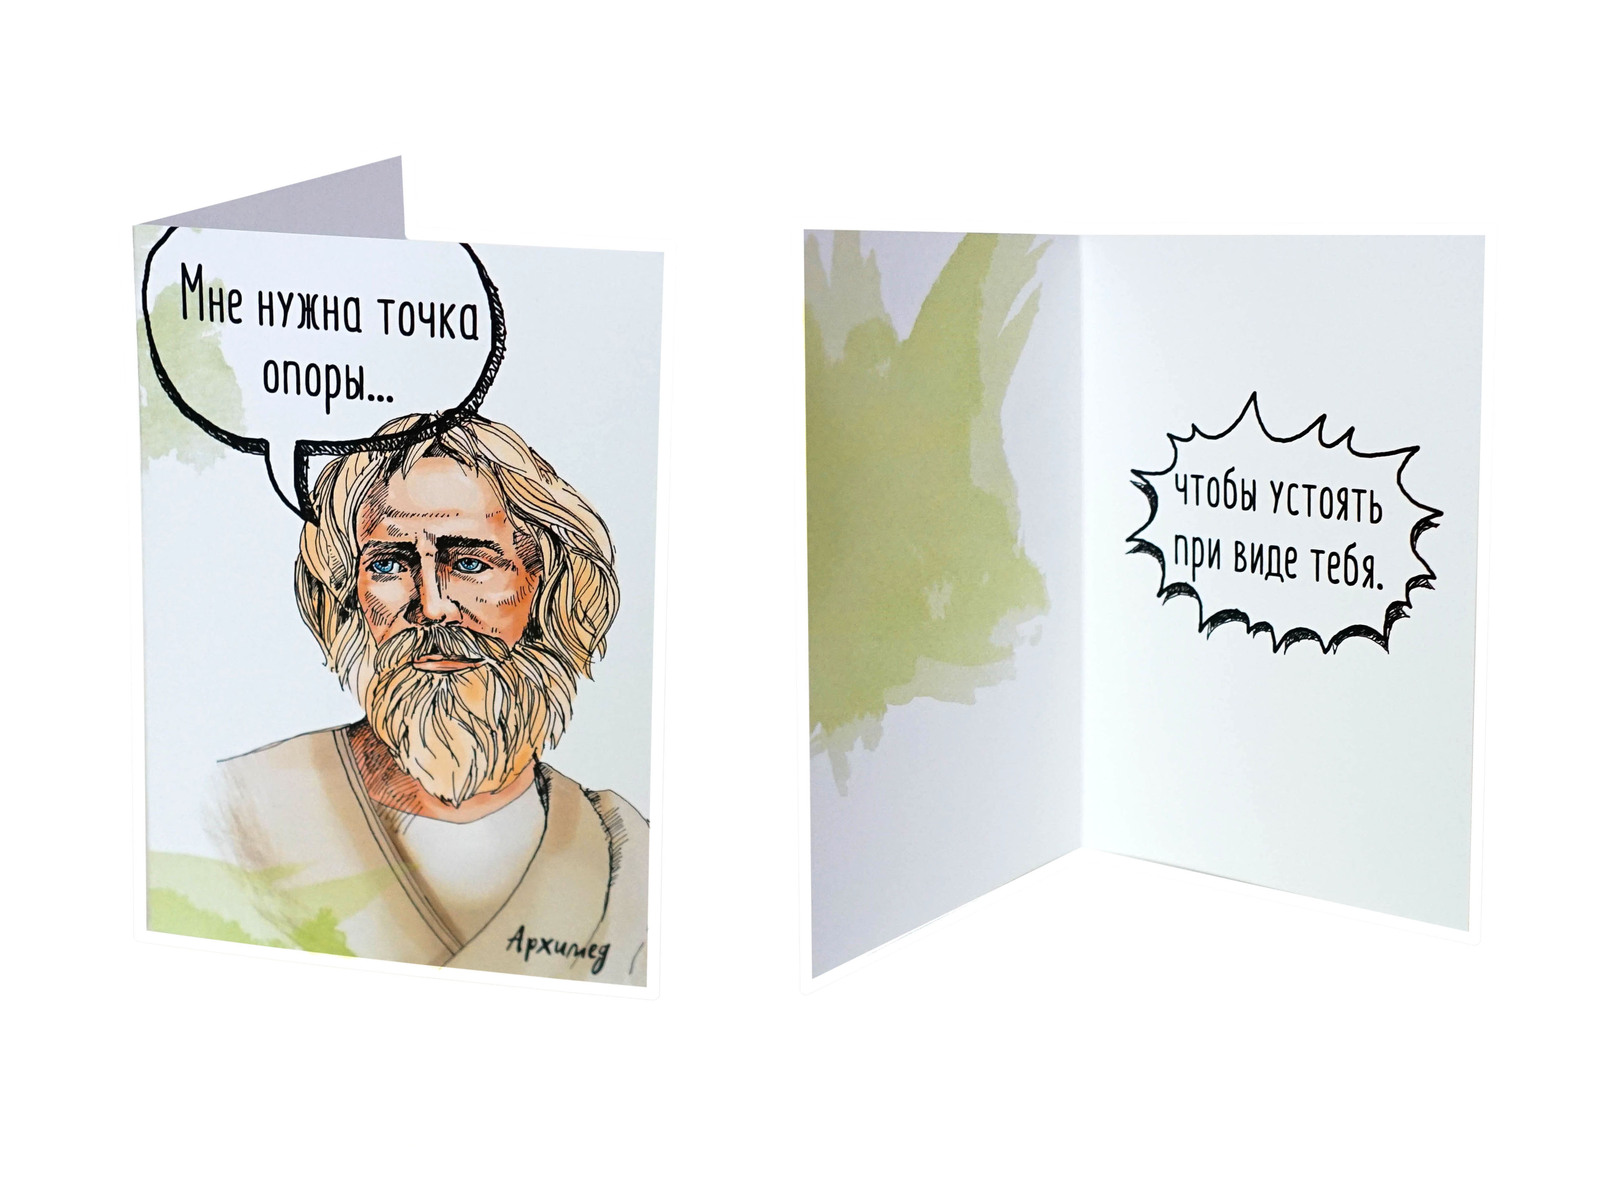 Мне нужна точка
опоры...
Архимед
чтобы устоять
при виде тебя.